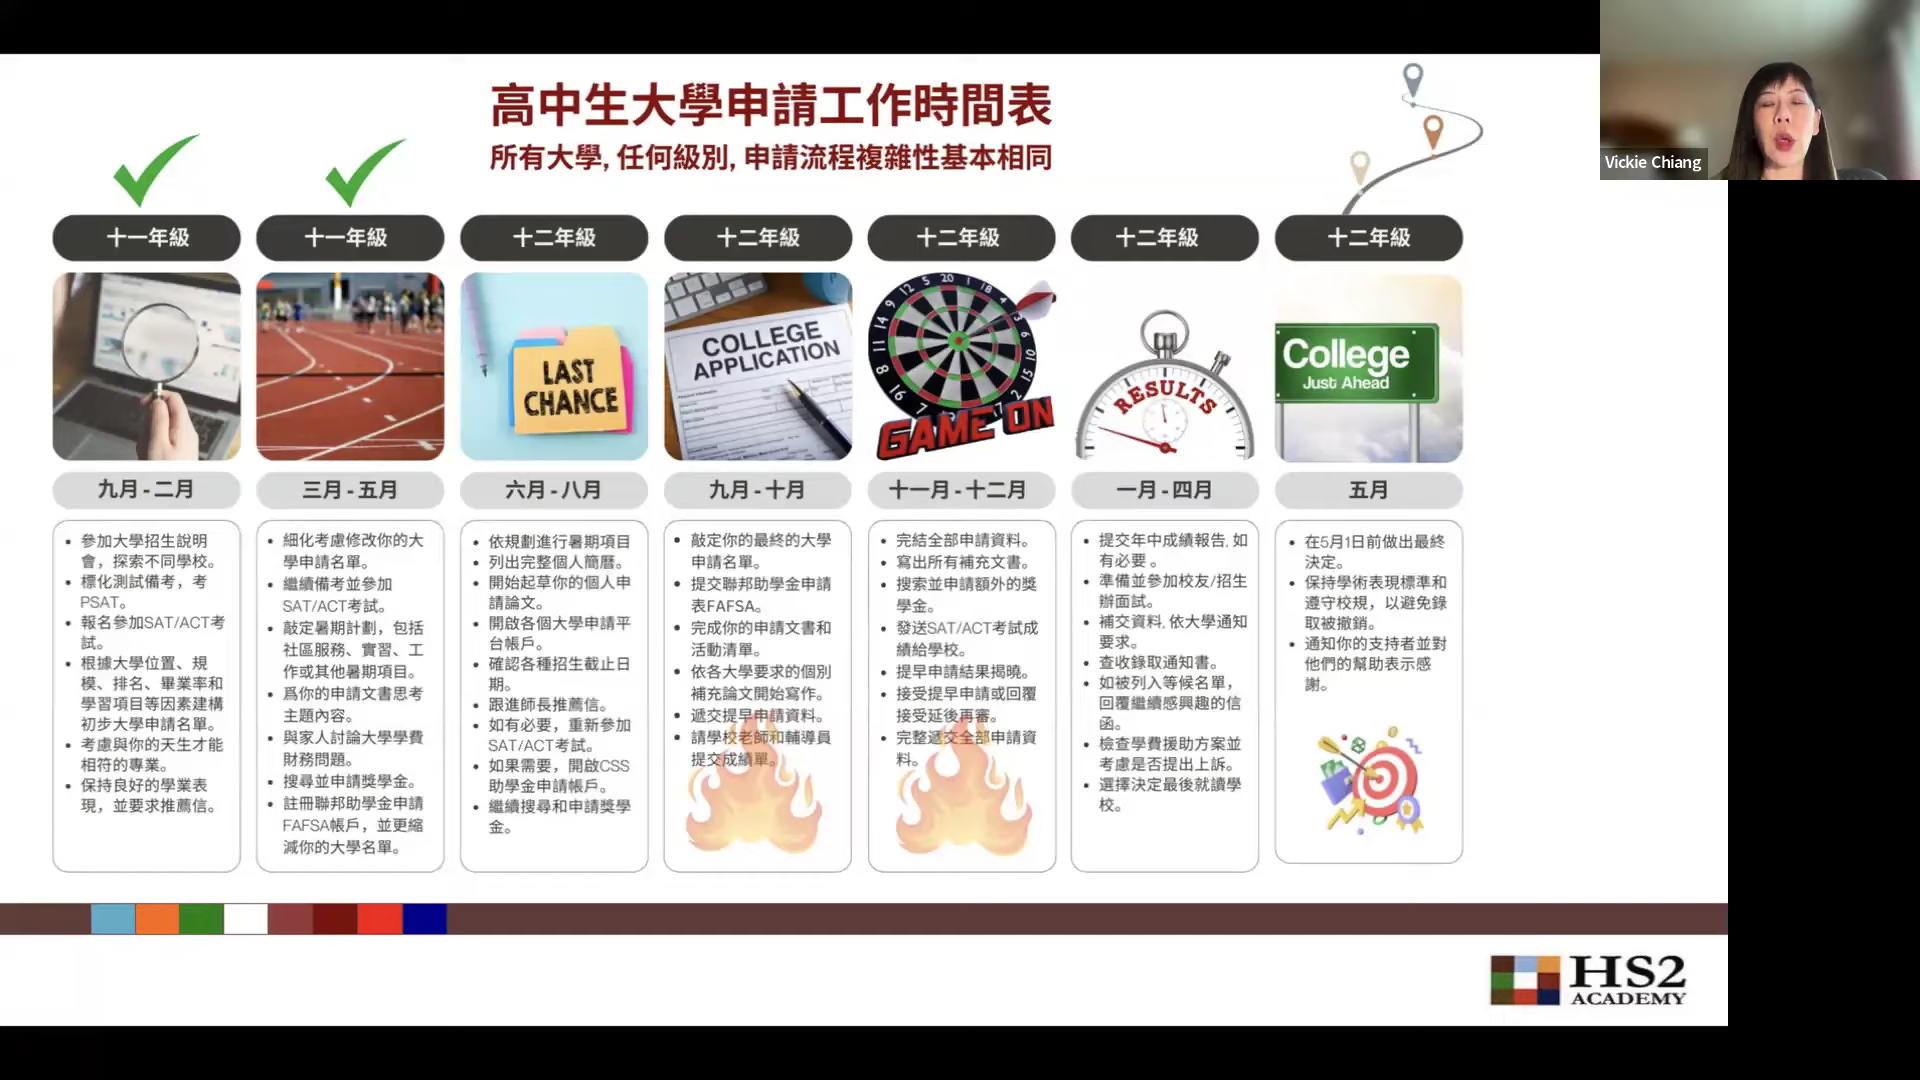 高中生大學申請工作時間表
所有大學, 任何級別, 申請流程複雜性基本相同
Vickie Chiang
十一年級
九月 - 二月
參加大學招生說明
會，探索不同學校。
標化測試備考，考
PSAT。
報名參加SAT/ACT考
試。
根據大學位置、規
模、排名、畢業率和
學習項目等因素建構
初步大學申請名單。
考慮與你的天生才能
相符的專業。
保持良好的學業表
現，並要求推薦信。
十一年級
三月 - 五月
細化考慮修改你的大
學申請名單。
繼續備考並參加
SAT/ACT考試。
敲定暑期計劃，包括
社區服務、實習、工
作或其他暑期項目。
爲你的申請文書思考
主題內容。
與家人討論大學學費
財務問題。
搜尋並申請獎學金。
註冊聯邦助學金申請
FAFSA帳戶，並更縮
減你的大學名單。
十二年級
LAST
CHANCE
六月 - 八月
依規劃進行暑期項目
列出完整個人簡曆。
開始起草你的個人申
請論文。
開啟各個大學申請平
台帳戶。
確認各種招生截止日
期。
跟進師長推薦信。
如有必要，重新參加
SAT/ACT考試。
如果需要，開啟CSS
助學金申請帳戶。
繼續搜尋和申請獎學
金。
十二年級
COLLEGE
APPLICATION
九月 - 十月
敲定你的最終的大學
申請名單。
提交聯邦助學金申請
表FAFSA。
完成你的申請文書和
活動清單。
依各大學要求的個別
補充論文開始寫作。
遞交提早申請資料。
請學校老師和輔導員
提交成績單。
十二年級
GAME ON
十一月 - 十二月
完結全部申請資料。
寫出所有補充文書。
搜索並申請額外的獎
學金。
發送SAT/ACT考試成
績給學校。
提早申請結果揭曉。
接受提早申請或回覆
接受延後再審。
完整遞交全部申請資
料。
十二年級
RESULTS
一月 - 四月
提交年中成績報告, 如
有必要 。
準備並參加校友/招生
辦面試。
補交資料, 依大學通知
要求。
查收錄取通知書。
如被列入等候名單，
回覆繼續感興趣的信
函。
檢查學費援助方案並
考慮是否提出上訴。
選擇決定最後就讀學
校。
十二年級
College
Just Ahead
五月
在5月1日前做出最終
決定。
保持學術表現標準和
遵守校規，以避免錄
取被撤銷。
通知你的支持者並對
他們的幫助表示感
謝。
HS2
ACADEMY